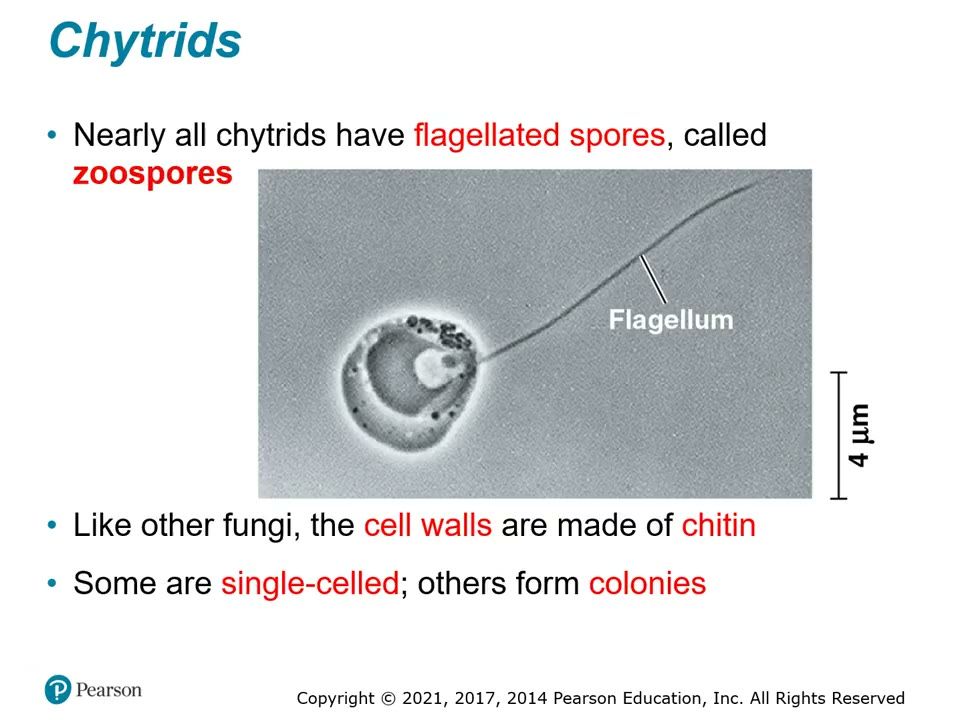 Chytrids
• Nearly all chytrids have flagellated spores, called
zoospores
Flagellum
4 μm
• Like other fungi, the cell walls are made of chitin
• Some are single-celled; others form colonies
Pearson
Copyright © 2021, 2017, 2014 Pearson Education, Inc. All Rights Reserved